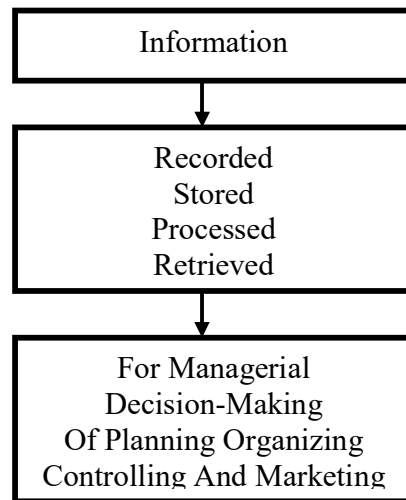 Information
Recorded
Stored
Processed
Retrieved
For Managerial
Decision-Making
Of Planning Organizing
Controlling And Marketing